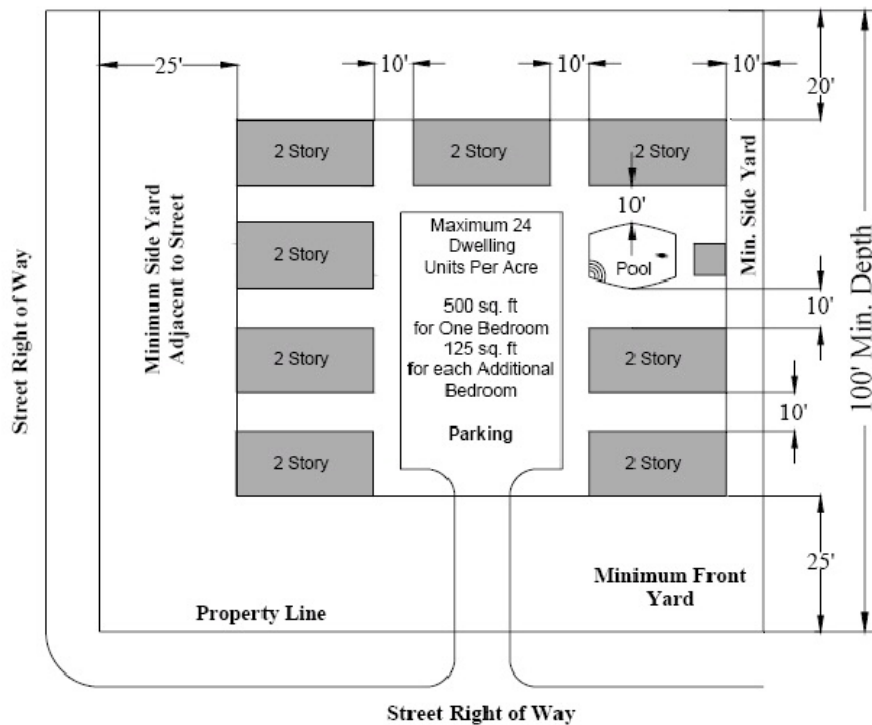 25'
10'
10'
10'
20'
2 Story
2 Story
2 Story
10'
Maximum 24
Dwelling
Units Per Acre
500 sq. ft
for One Bedroom
125 sq. ft
for each Additional
Bedroom
Parking
2 Story
Pool
Min. Side Yard
10'
100' Min. Depth
Minimum Side Yard
Adjacent to Street
Street Right of Way
2 Story
2 Story
10'
2 Story
2 Story
25'
Minimum Front
Yard
Property Line
Street Right of Way